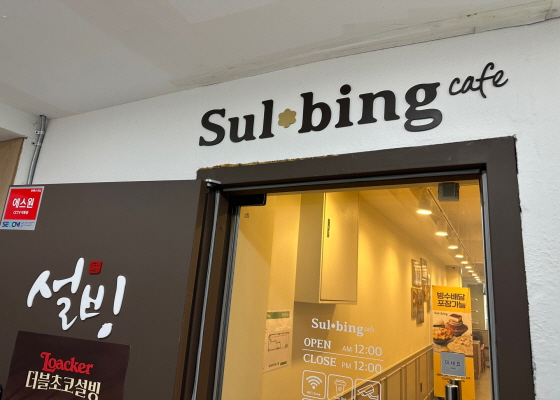 Sul•bing cafe
에스원
설빙
Loacker
더블초코설빙
Sul•bing cafe
OPEN AM 12:00
CLOSE PM 12:00
빙수배달
포장가능